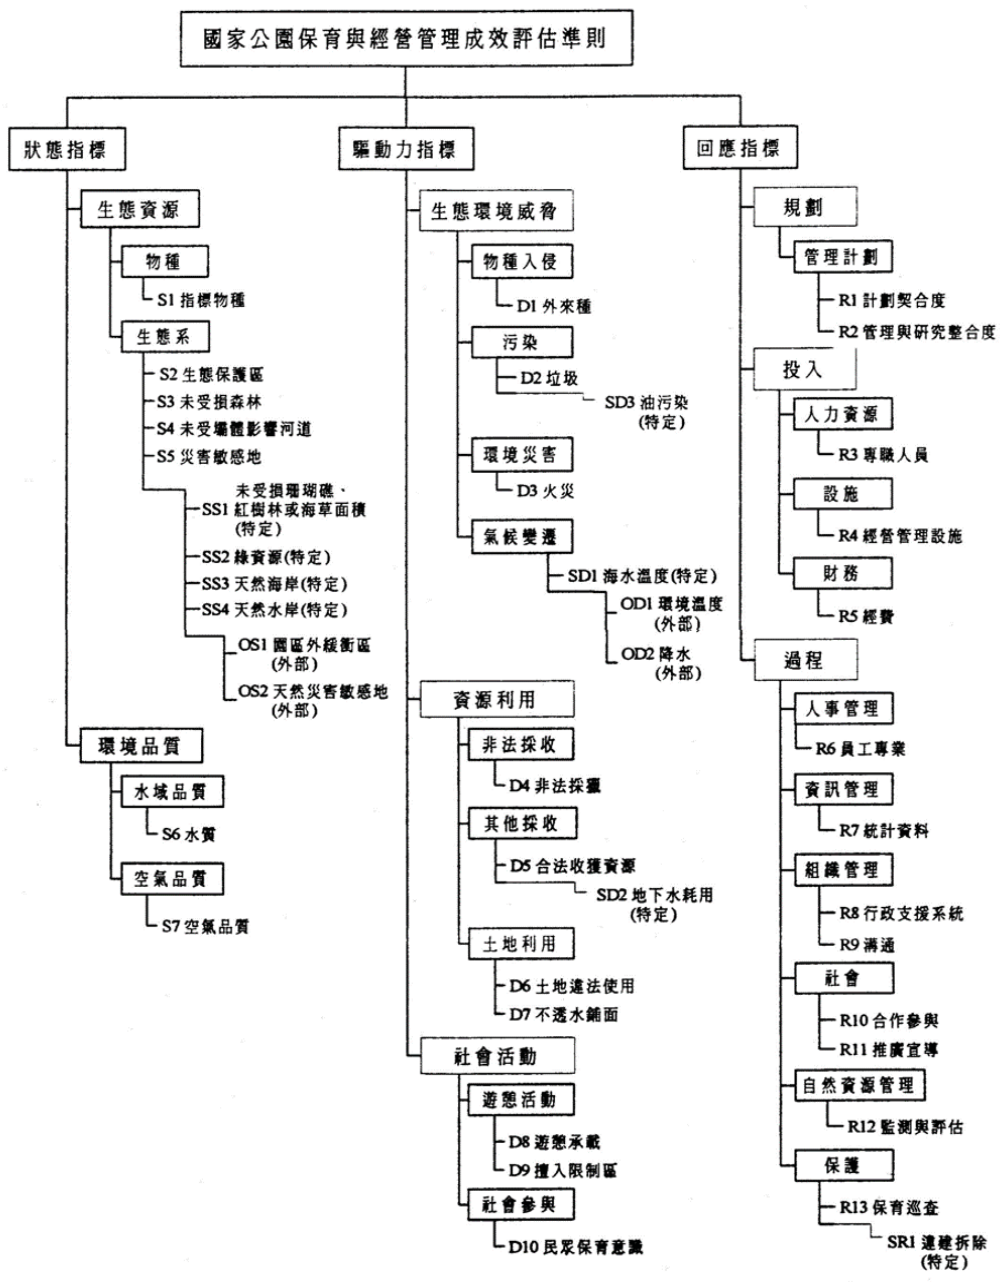 國家公園保育與經營管理成效評估準則
狀態指標
生態資源
物種
S1 指標物種
生態系
S2 生態保護區
S3 未受損森林
S4 未受壩體影響河道
S5 災害敏感地
未受損珊瑚礁、
SS1 紅樹林或海草面積
(特定)
SS2 綠資源(特定)
SS3 天然海岸(特定)
SS4 天然水岸(特定)
OS1 園區外緩衝區
(外部)
OS2 天然災害敏感地
(外部)
環境品質
水域品質
S6 水質
空氣品質
S7 空氣品質
驅動力指標
生態環境威脅
物種入侵
D1 外來種
污染
D2 垃圾
SD3 油污染
(特定)
環境災害
D3 火災
氣候變遷
SD1 海水溫度(特定)
OD1 環境溫度
(外部)
OD2 降水
(外部)
資源利用
非法採收
D4 非法採獵
其他採收
D5 合法收獲資源
SD2 地下水耗用
(特定)
土地利用
D6 土地違法使用
D7 不透水鋪面
社會活動
遊憩活動
D8 遊憩承載
D9 擅入限制區
社會參與
D10 民眾保育意識
回應指標
規劃
管理計劃
R1 計劃契合度
R2 管理與研究整合度
投入
人力資源
R3 專職人員
設施
R4 經營管理設施
財務
R5 經費
過程
人事管理
R6 員工專業
資訊管理
R7 統計資料
組織管理
R8 行政支援系統
R9 溝通
社會
R10 合作參與
R11 推廣宣導
自然資源管理
R12 監測與評估
保護
R13 保育巡查
SR1 違建拆除
(特定)